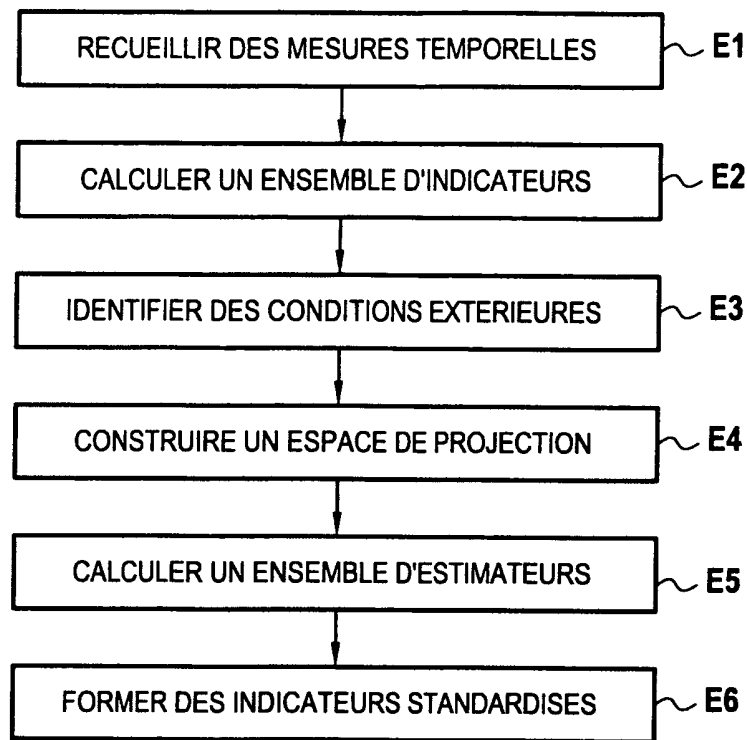 RECUEILLIR DES MESURES TEMPORELLES E1
CALCULER UN ENSEMBLE D'INDICATEURS E2
IDENTIFIER DES CONDITIONS EXTERIEURES E3
CONSTRUIRE UN ESPACE DE PROJECTION E4
CALCULER UN ENSEMBLE D'ESTIMATEURS E5
FORMER DES INDICATEURS STANDARDISES E6